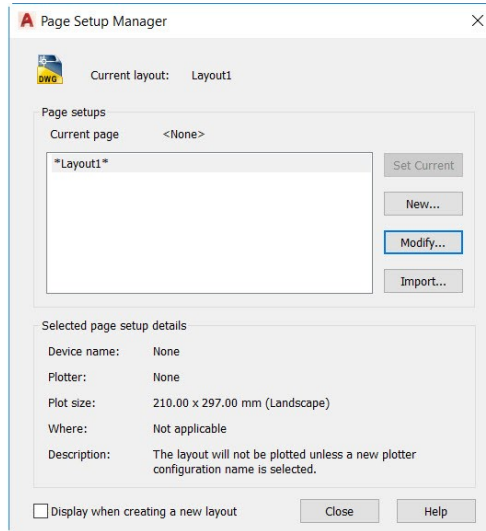 Page Setup Manager
DWG
Current layout: Layout1
Page setups
Current page <None>
*Layout1*
Set Current
New...
Modify...
Import...
Selected page setup details
Device name: None
Plotter: None
Plot size: 210.00 x 297.00 mm (Landscape)
Where: Not applicable
Description: The layout will not be plotted unless a new plotter
configuration name is selected.
Display when creating a new layout
Close
Help